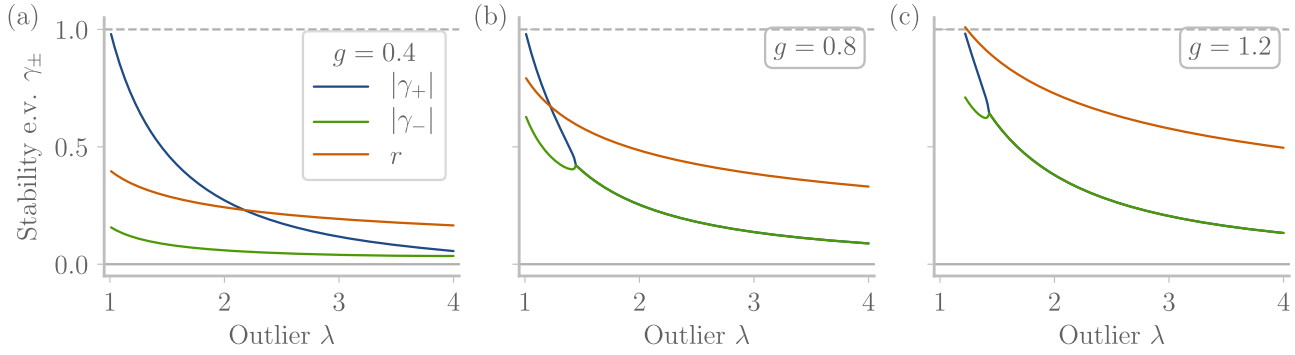 (a)
1.0
0.5
0.0
Stability e.v. γ±
g = 0.4
|γ+|
|γ−|
r
1 2 3 4
Outlier λ
(b)
g = 0.8
1 2 3 4
Outlier λ
(c)
g = 1.2
1 2 3 4
Outlier λ